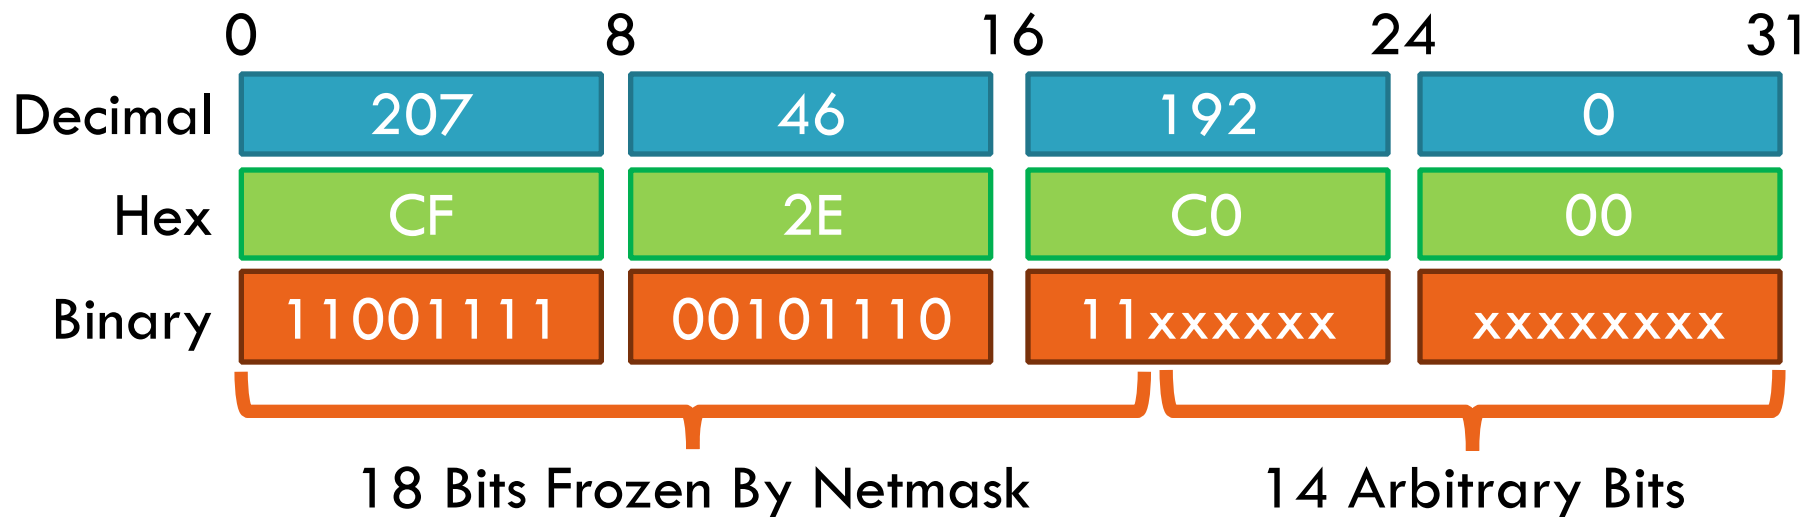 0 8 16 24 31
Decimal 207 46 192 0
Hex CF 2E C0 00
Binary 11001111 00101110 11xxxxxx xxxxxxxx
18 Bits Frozen By Netmask 14 Arbitrary Bits